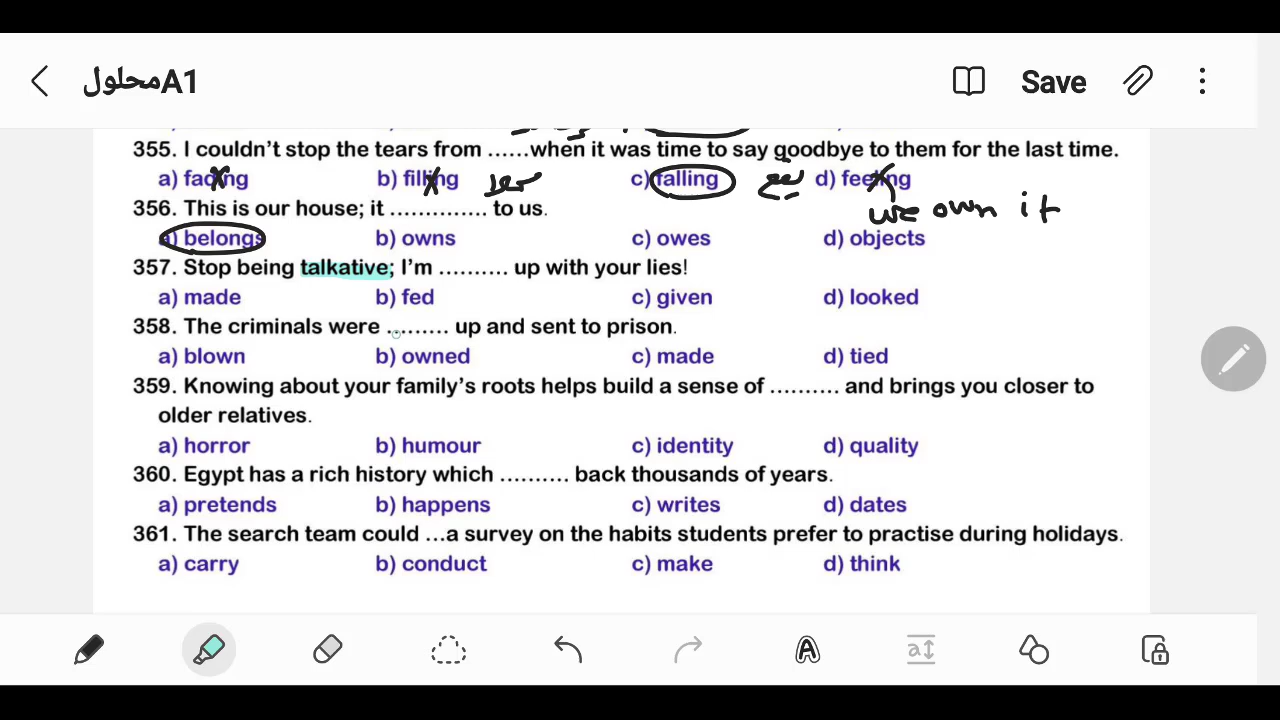 محلولA1
Save
355. I couldn't stop the tears from ......when it was time to say goodbye to them for the last time.
a) fading b) filling c) falling يقع d) feeling
we own it
356. This is our house; it .............. to us.
a) belongs b) owns c) owes d) objects
357. Stop being talkative; I'm .......... up with your lies!
a) made b) fed c) given d) looked
358. The criminals were .......... up and sent to prison.
a) blown b) owned c) made d) tied
359. Knowing about your family's roots helps build a sense of .......... and brings you closer to
older relatives.
a) horror b) humour c) identity d) quality
360. Egypt has a rich history which .......... back thousands of years.
a) pretends b) happens c) writes d) dates
361. The search team could ...a survey on the habits students prefer to practise during holidays.
a) carry b) conduct c) make d) think